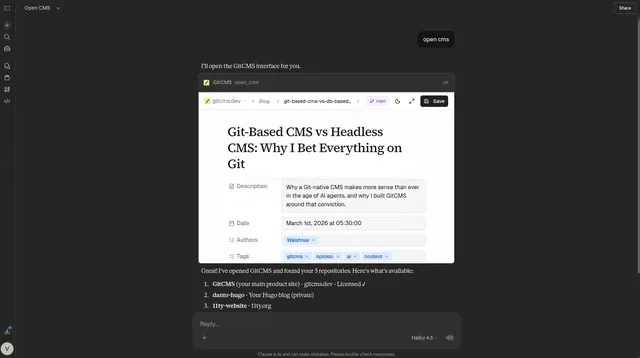 Open CMS
Share
open cms
I'll open the GitCMS interface for you.
GitCMS open_cms
gitcms.dev
Blog
git-based-cms-vs-db-based...
main
Save
Git-Based CMS vs Headless
CMS: Why I Bet Everything on
Git
Description
Why a Git-native CMS makes more sense than ever
in the age of AI agents, and why I built GitCMS
around that conviction.
Date
March 1st, 2026 at 05:30:00
Authors
Waishnav ×
Tags
gitcms × opinion × ai × content ×
Great! I've opened GitCMS and found your 5 repositories. Here's what's available:
1. GitCMS (your main product site) - gitcms.dev - Licensed ✓
2. danto-hugo - Your Hugo blog (private)
3. 11ty-website - 11ty.org
Reply...
Haiku 4.5
V
Claude is AI and can make mistakes. Please double-check responses.